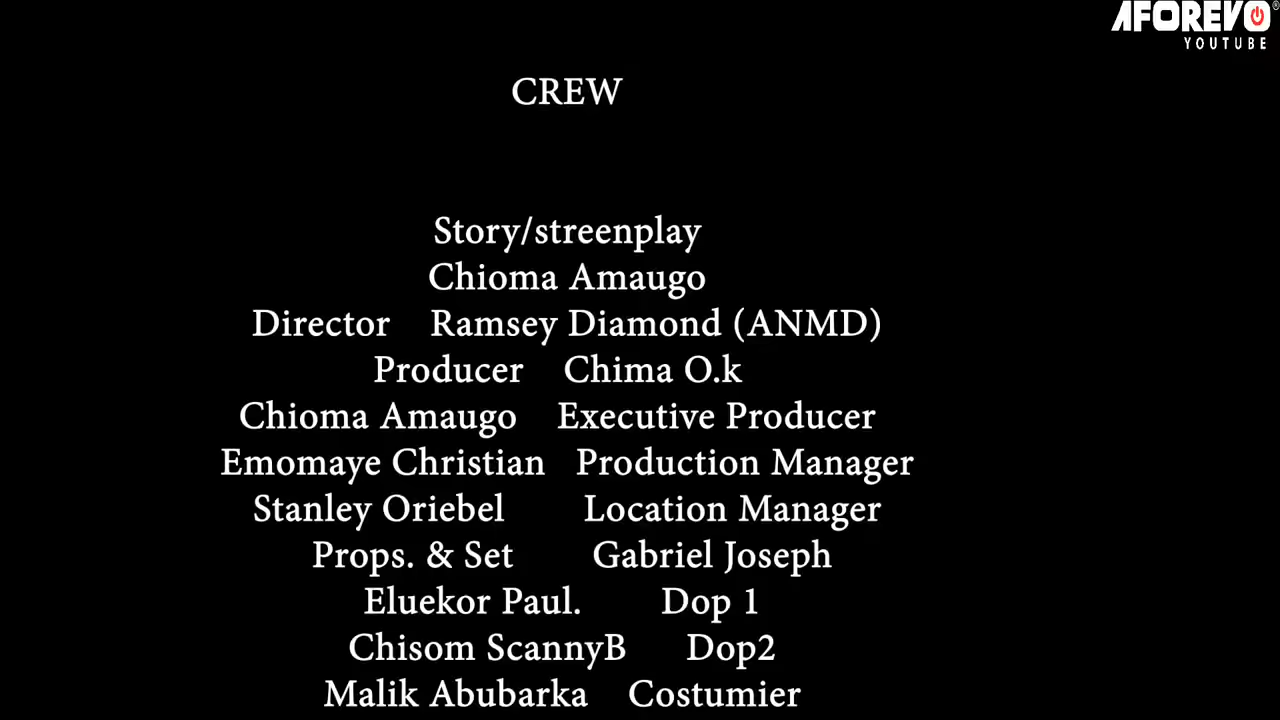 AFOREVO®
YOUTUBE
CREW
Story/streenplay
Chioma Amaugo
Director Ramsey Diamond (ANMD)
Producer Chima O.k
Chioma Amaugo Executive Producer
Emomaye Christian Production Manager
Stanley Oriebel Location Manager
Props. & Set Gabriel Joseph
Eluekor Paul. Dop 1
Chisom ScannyB Dop2
Malik Abubarka Costumier